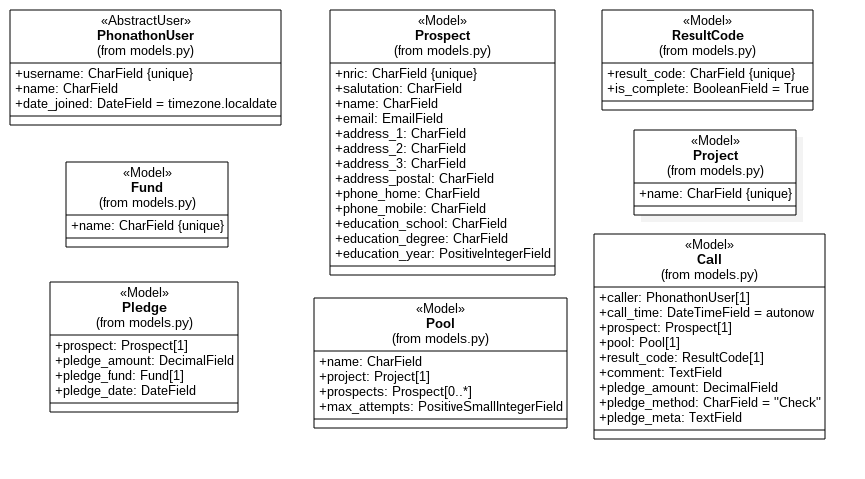 «AbstractUser»
PhonathonUser
(from models.py)
+username: CharField {unique}
+name: CharField
+date_joined: DateField = timezone.localdate
«Model»
Prospect
(from models.py)
+nric: CharField {unique}
+salutation: CharField
+name: CharField
+email: EmailField
+address_1: CharField
+address_2: CharField
+address_3: CharField
+address_postal: CharField
+phone_home: CharField
+phone_mobile: CharField
+education_school: CharField
+education_degree: CharField
+education_year: PositiveIntegerField
«Model»
ResultCode
(from models.py)
+result_code: CharField {unique}
+is_complete: BooleanField = True
«Model»
Project
(from models.py)
+name: CharField {unique}
«Model»
Fund
(from models.py)
+name: CharField {unique}
«Model»
Call
(from models.py)
+caller: PhonathonUser[1]
+call_time: DateTimeField = autonow
+prospect: Prospect[1]
+pool: Pool[1]
+result_code: ResultCode[1]
+comment: TextField
+pledge_amount: DecimalField
+pledge_method: CharField = "Check"
+pledge_meta: TextField
«Model»
Pledge
(from models.py)
+prospect: Prospect[1]
+pledge_amount: DecimalField
+pledge_fund: Fund[1]
+pledge_date: DateField
«Model»
Pool
(from models.py)
+name: CharField
+project: Project[1]
+prospects: Prospect[0..*]
+max_attempts: PositiveSmallIntegerField